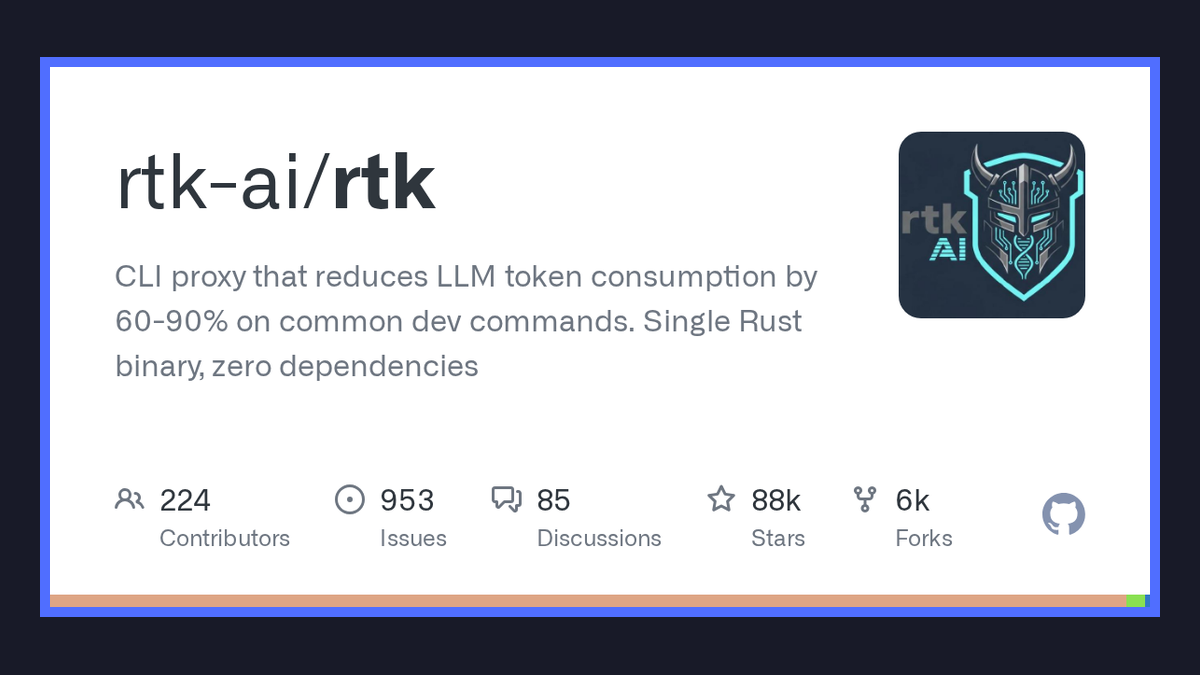 rtk-ai/rtk
CLI proxy that reduces LLM token consumption by
60-90% on common dev commands. Single Rust
binary, zero dependencies
rtk
AI
224
Contributors
953
Issues
85
Discussions
88k
Stars
6k
Forks